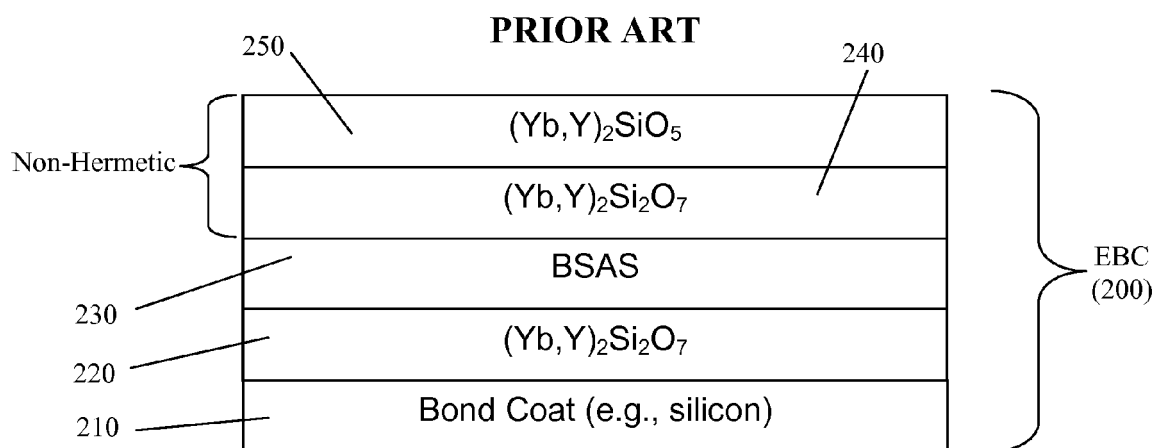 PRIOR ART
250
240
(Yb,Y)₂SiO₅
Non-Hermetic
(Yb,Y)₂Si₂O₇
BSAS
EBC
(200)
230
(Yb,Y)₂Si₂O₇
220
Bond Coat (e.g., silicon)
210